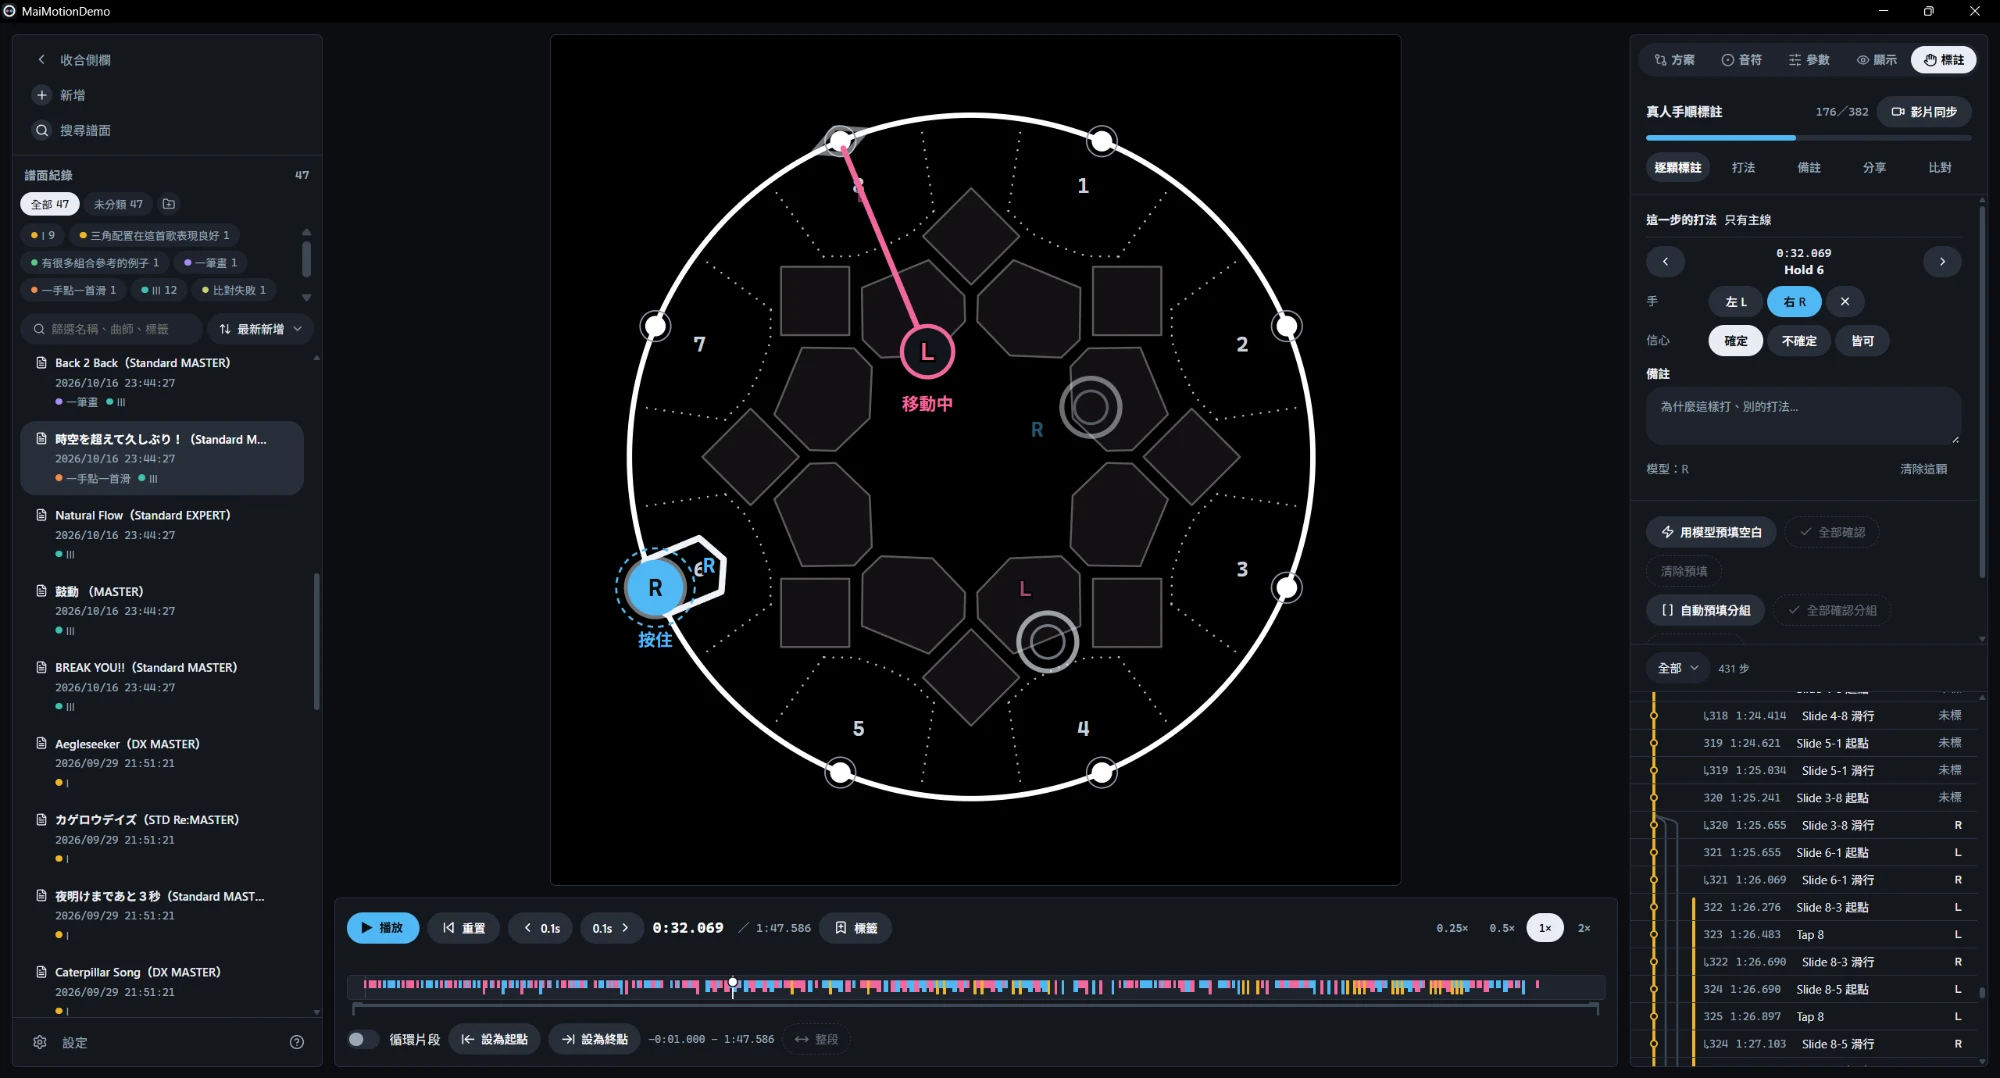 MaiMotionDemo
收合側欄
新增
搜尋譜面
譜面紀錄 47
全部 47 未分類 47
I 9 三角配置在這首歌表現良好 1
有很多組合參考的例子 1 一筆畫 1
一手點一首滑 1 III 12 比對失敗 1
篩選名稱、曲師、標籤 最新新增
Back 2 Back（Standard MASTER）
2026/10/16 23:44:27
一筆畫 III
時空を超えて久しぶり！（Standard M...
2026/10/16 23:44:27
一手點一首滑 III
Natural Flow（Standard EXPERT）
2026/10/16 23:44:27
III
鼓動 （MASTER）
2026/10/16 23:44:27
III
BREAK YOU!!（Standard MASTER）
2026/10/16 23:44:27
III
Aegleseeker（DX MASTER）
2026/09/29 21:51:21
I
カゲロウデイズ（STD Re:MASTER）
2026/09/29 21:51:21
I
夜明けまであと３秒（Standard MAST...
2026/09/29 21:51:21
I
Caterpillar Song（DX MASTER）
2026/09/29 21:51:21
I
設定
1
7
2
L
移動中
R
R
R
按住
6
3
L
5
4
播放 重置 0.1s 0.1s 0:32.069 ／ 1:47.586 標籤 0.25× 0.5× 1× 2×
循環片段 設為起點 設為終點 −0:01.000 – 1:47.586 整段
方案 音符 參數 顯示 標註
真人手順標註 176／382 影片同步
逐顆標註 打法 備註 分享 比對
這一步的打法 只有主線
0:32.069
Hold 6
手 左 L 右 R ✕
信心 確定 不確定 皆可
備註
為什麼這樣打、別的打法…
模型：R 清除這顆
用模型預填空白 全部確認
清除預填
自動預填分組 全部確認分組
全部 431 步
↳318 1:24.414 Slide 4-8 滑行 未標
319 1:24.621 Slide 5-1 起點 未標
↳319 1:25.034 Slide 5-1 滑行 未標
320 1:25.241 Slide 3-8 起點 未標
↳320 1:25.655 Slide 3-8 滑行 R
321 1:25.655 Slide 6-1 起點 L
↳321 1:26.069 Slide 6-1 滑行 R
322 1:26.276 Slide 8-3 起點 L
323 1:26.483 Tap 8 L
↳322 1:26.690 Slide 8-3 滑行 R
324 1:26.690 Slide 8-5 起點 L
325 1:26.897 Tap 8 L
↳324 1:27.103 Slide 8-5 滑行 R